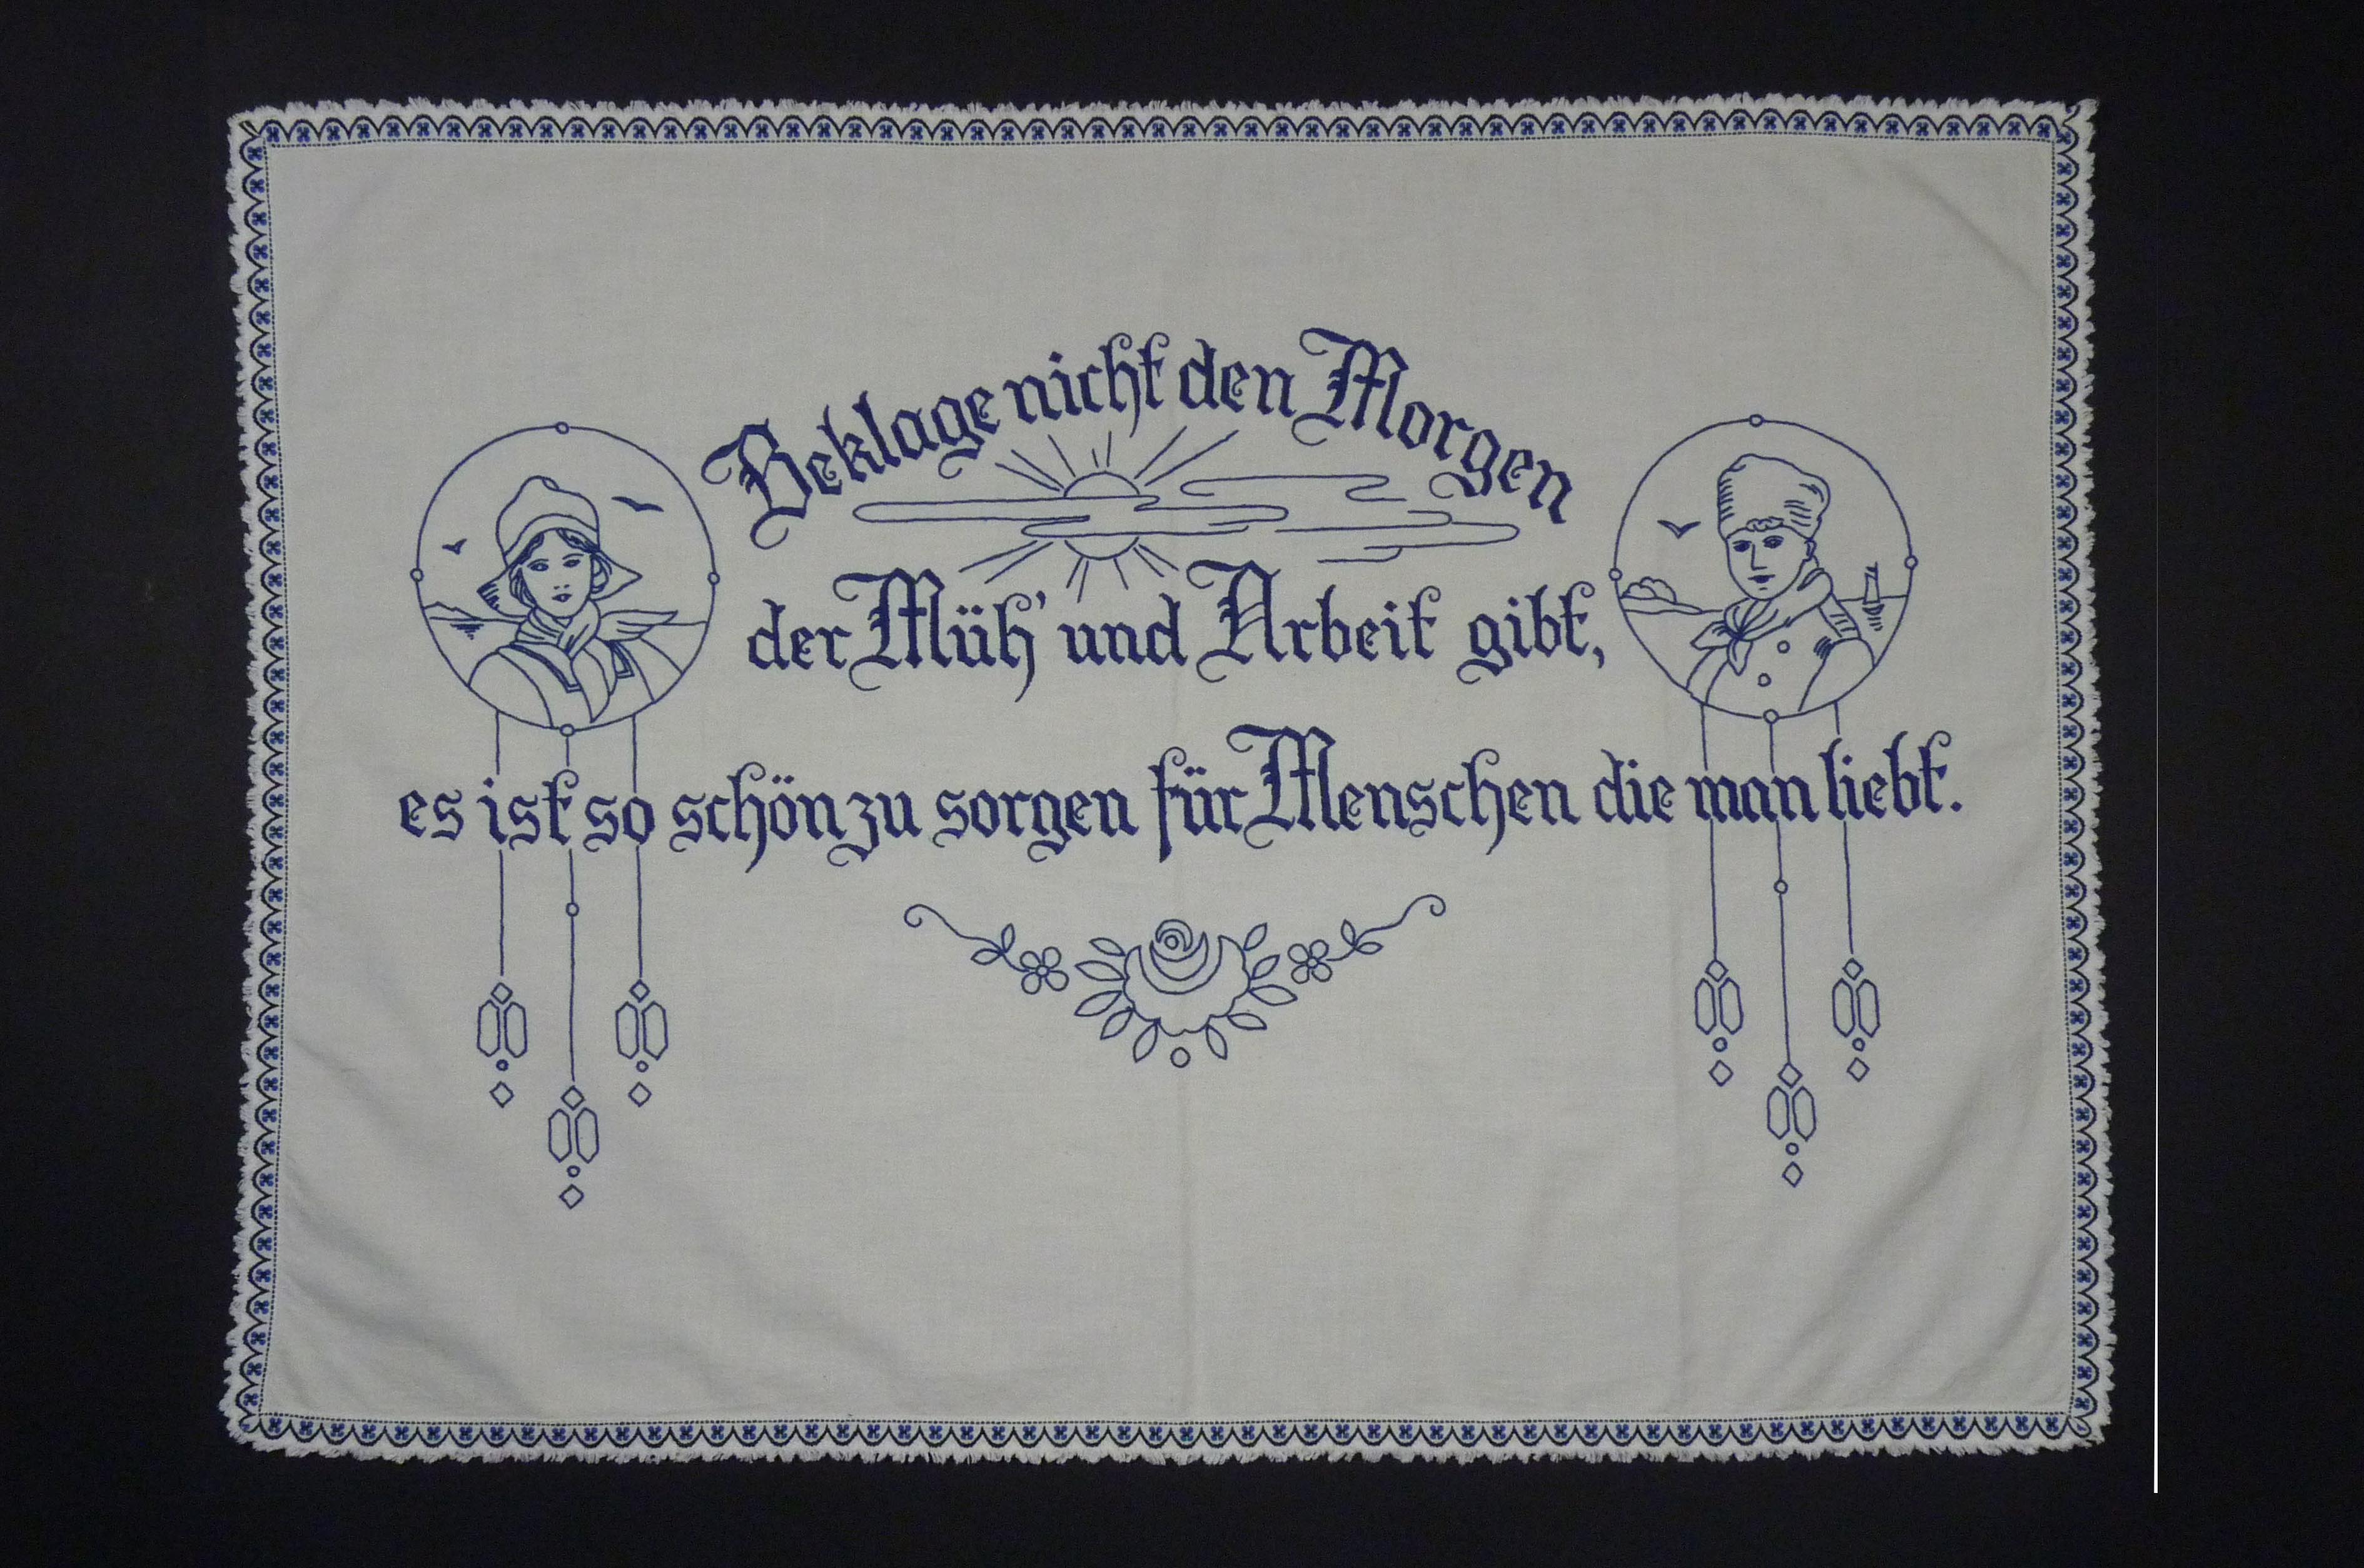 Beklage nicht den Morgen
der Müh' und Arbeit gibt,
es ist so schön zu sorgen für Menschen die man liebt.